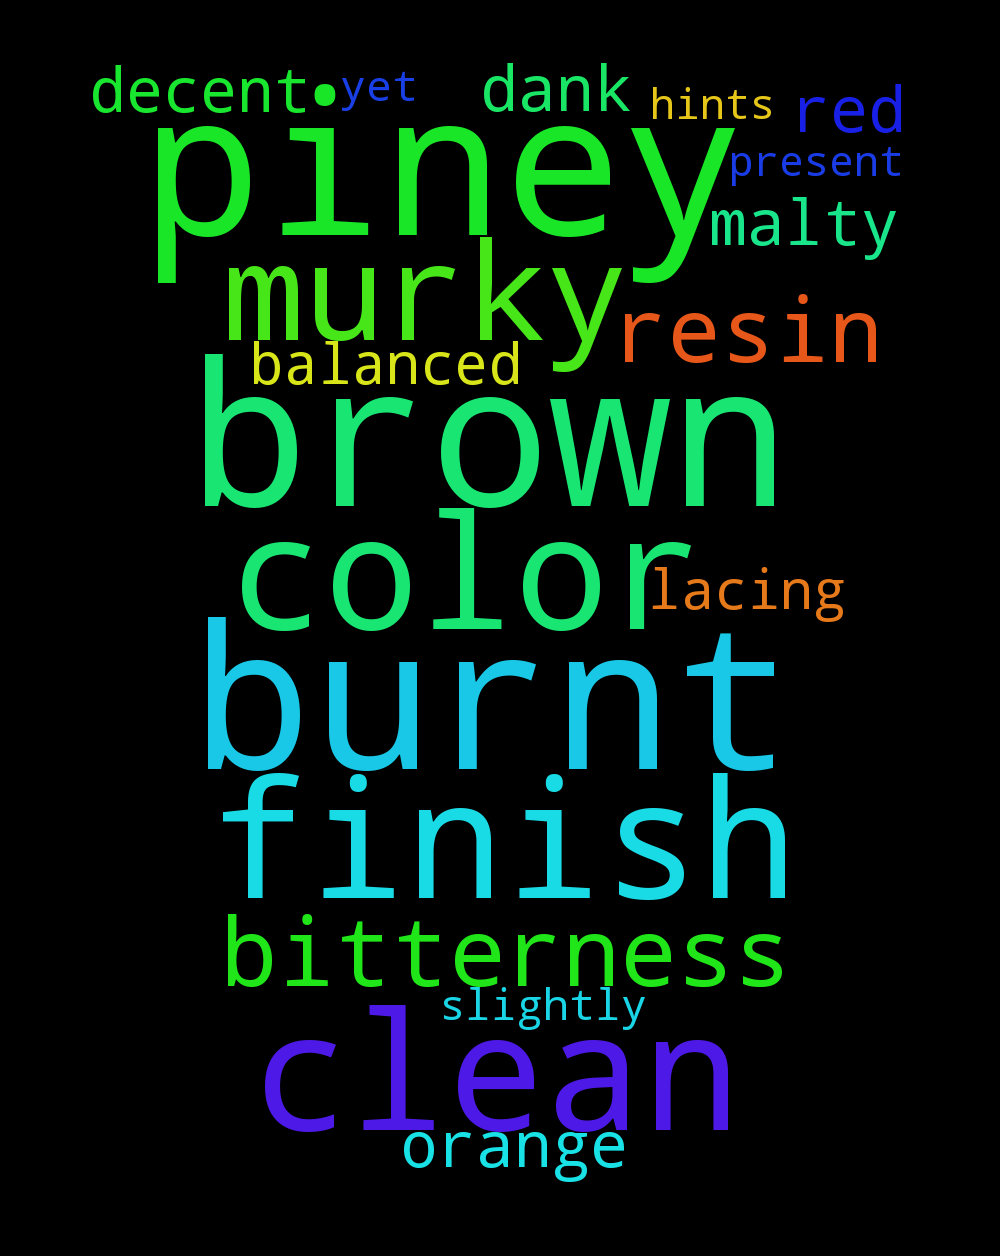 decent yet dank hints red
piney present
malty
murky resin
balanced
brown
color lacing
burnt
finish
bitterness
slightly
clean
orange